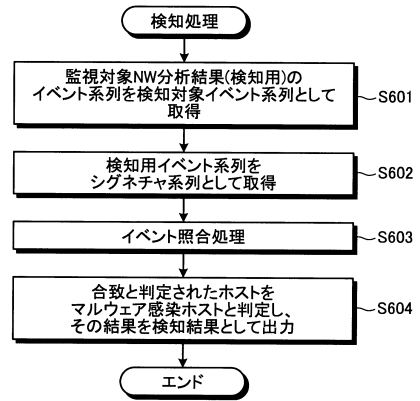 検知処理
監視対象NW分析結果(検知用)の
イベント系列を検知対象イベント系列として
取得
S601
検知用イベント系列を
シグネチャ系列として取得
S602
イベント照合処理
S603
合致と判定されたホストを
マルウェア感染ホストと判定し、
その結果を検知結果として出力
S604
エンド